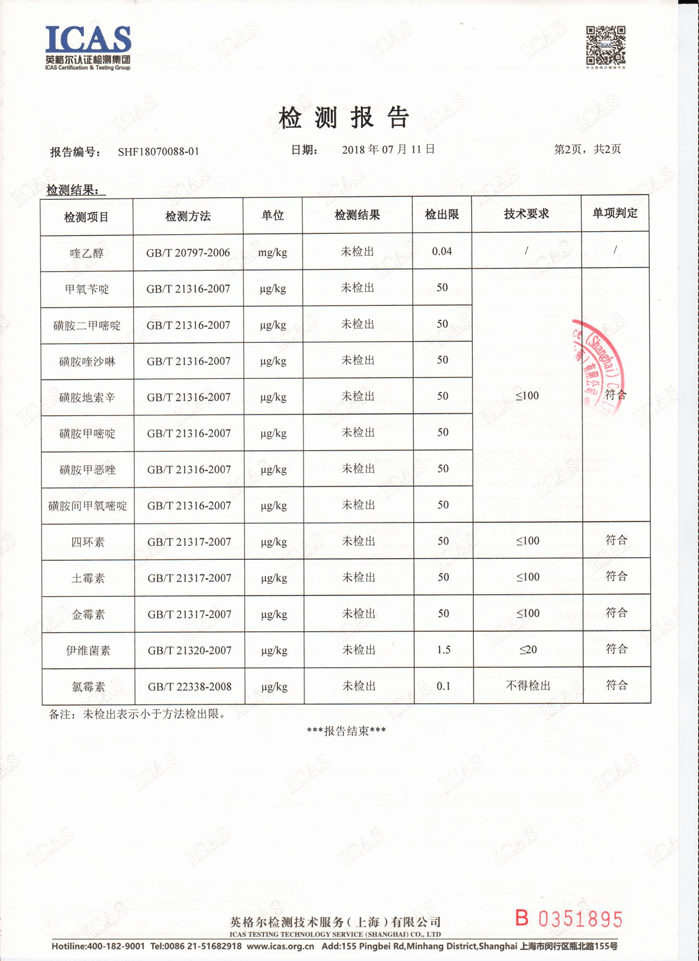 ICAS
英格尔认证检测集团
ICAS Certification & Testing Group
检测报告
报告编号： SHF18070088-01 日期： 2018 年 07 月 11 日 第2页，共2页
检测结果：
检测项目 检测方法 单位 检测结果 检出限 技术要求 单项判定
喹乙醇 GB/T 20797-2006 mg/kg 未检出 0.04 / /
甲氧苄啶 GB/T 21316-2007 μg/kg 未检出 50
磺胺二甲嘧啶 GB/T 21316-2007 μg/kg 未检出 50
磺胺喹沙啉 GB/T 21316-2007 μg/kg 未检出 50
磺胺地索辛 GB/T 21316-2007 μg/kg 未检出 50 ≤100 符合
磺胺甲嘧啶 GB/T 21316-2007 μg/kg 未检出 50
磺胺甲恶唑 GB/T 21316-2007 μg/kg 未检出 50
磺胺间甲氧嘧啶 GB/T 21316-2007 μg/kg 未检出 50
四环素 GB/T 21317-2007 μg/kg 未检出 50 ≤100 符合
土霉素 GB/T 21317-2007 μg/kg 未检出 50 ≤100 符合
金霉素 GB/T 21317-2007 μg/kg 未检出 50 ≤100 符合
伊维菌素 GB/T 21320-2007 μg/kg 未检出 1.5 ≤20 符合
氯霉素 GB/T 22338-2008 μg/kg 未检出 0.1 不得检出 符合
备注：未检出表示小于方法检出限。
***报告结束***
(Shanghai)
有限公司
英格尔检测技术服务（上海）有限公司
ICAS TESTING TECHNOLOGY SERVICE (SHANGHAI) CO., LTD
B 0351895
Hotiline:400-182-9001 Tel:0086 21-51682918 www.icas.org.cn Add:155 Pingbei Rd,Minhang District,Shanghai 上海市闵行区瓶北路155号